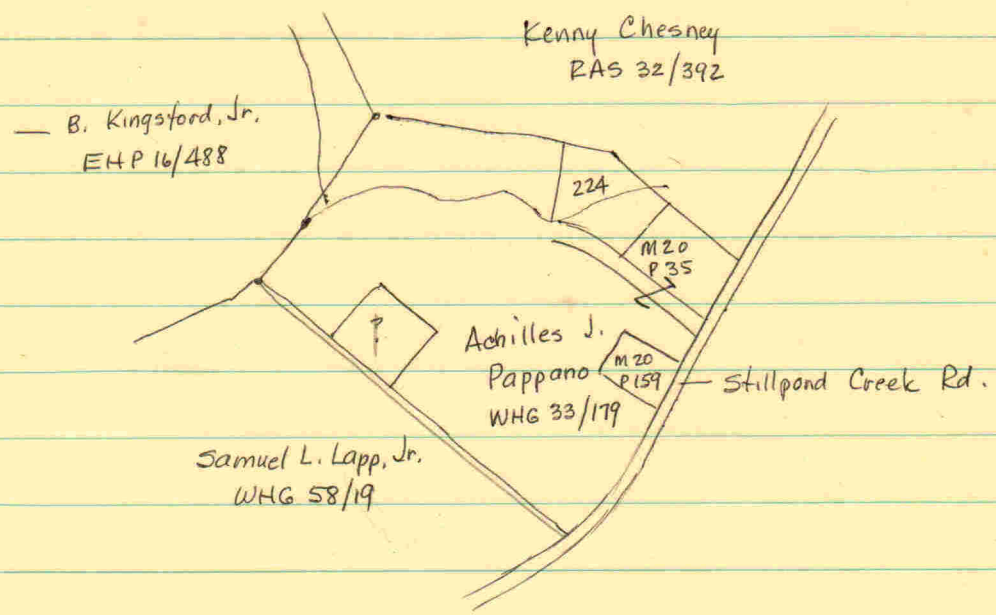 Kenny Chesney
RAS 32/392
B. Kingsford, Jr.
EHP 16/488
224
M20
P35
Achilles J.
Pappano
WHG 33/179
M20
P159
Stillpond Creek Rd.
?
Samuel L. Lapp, Jr.
WHG 58/19